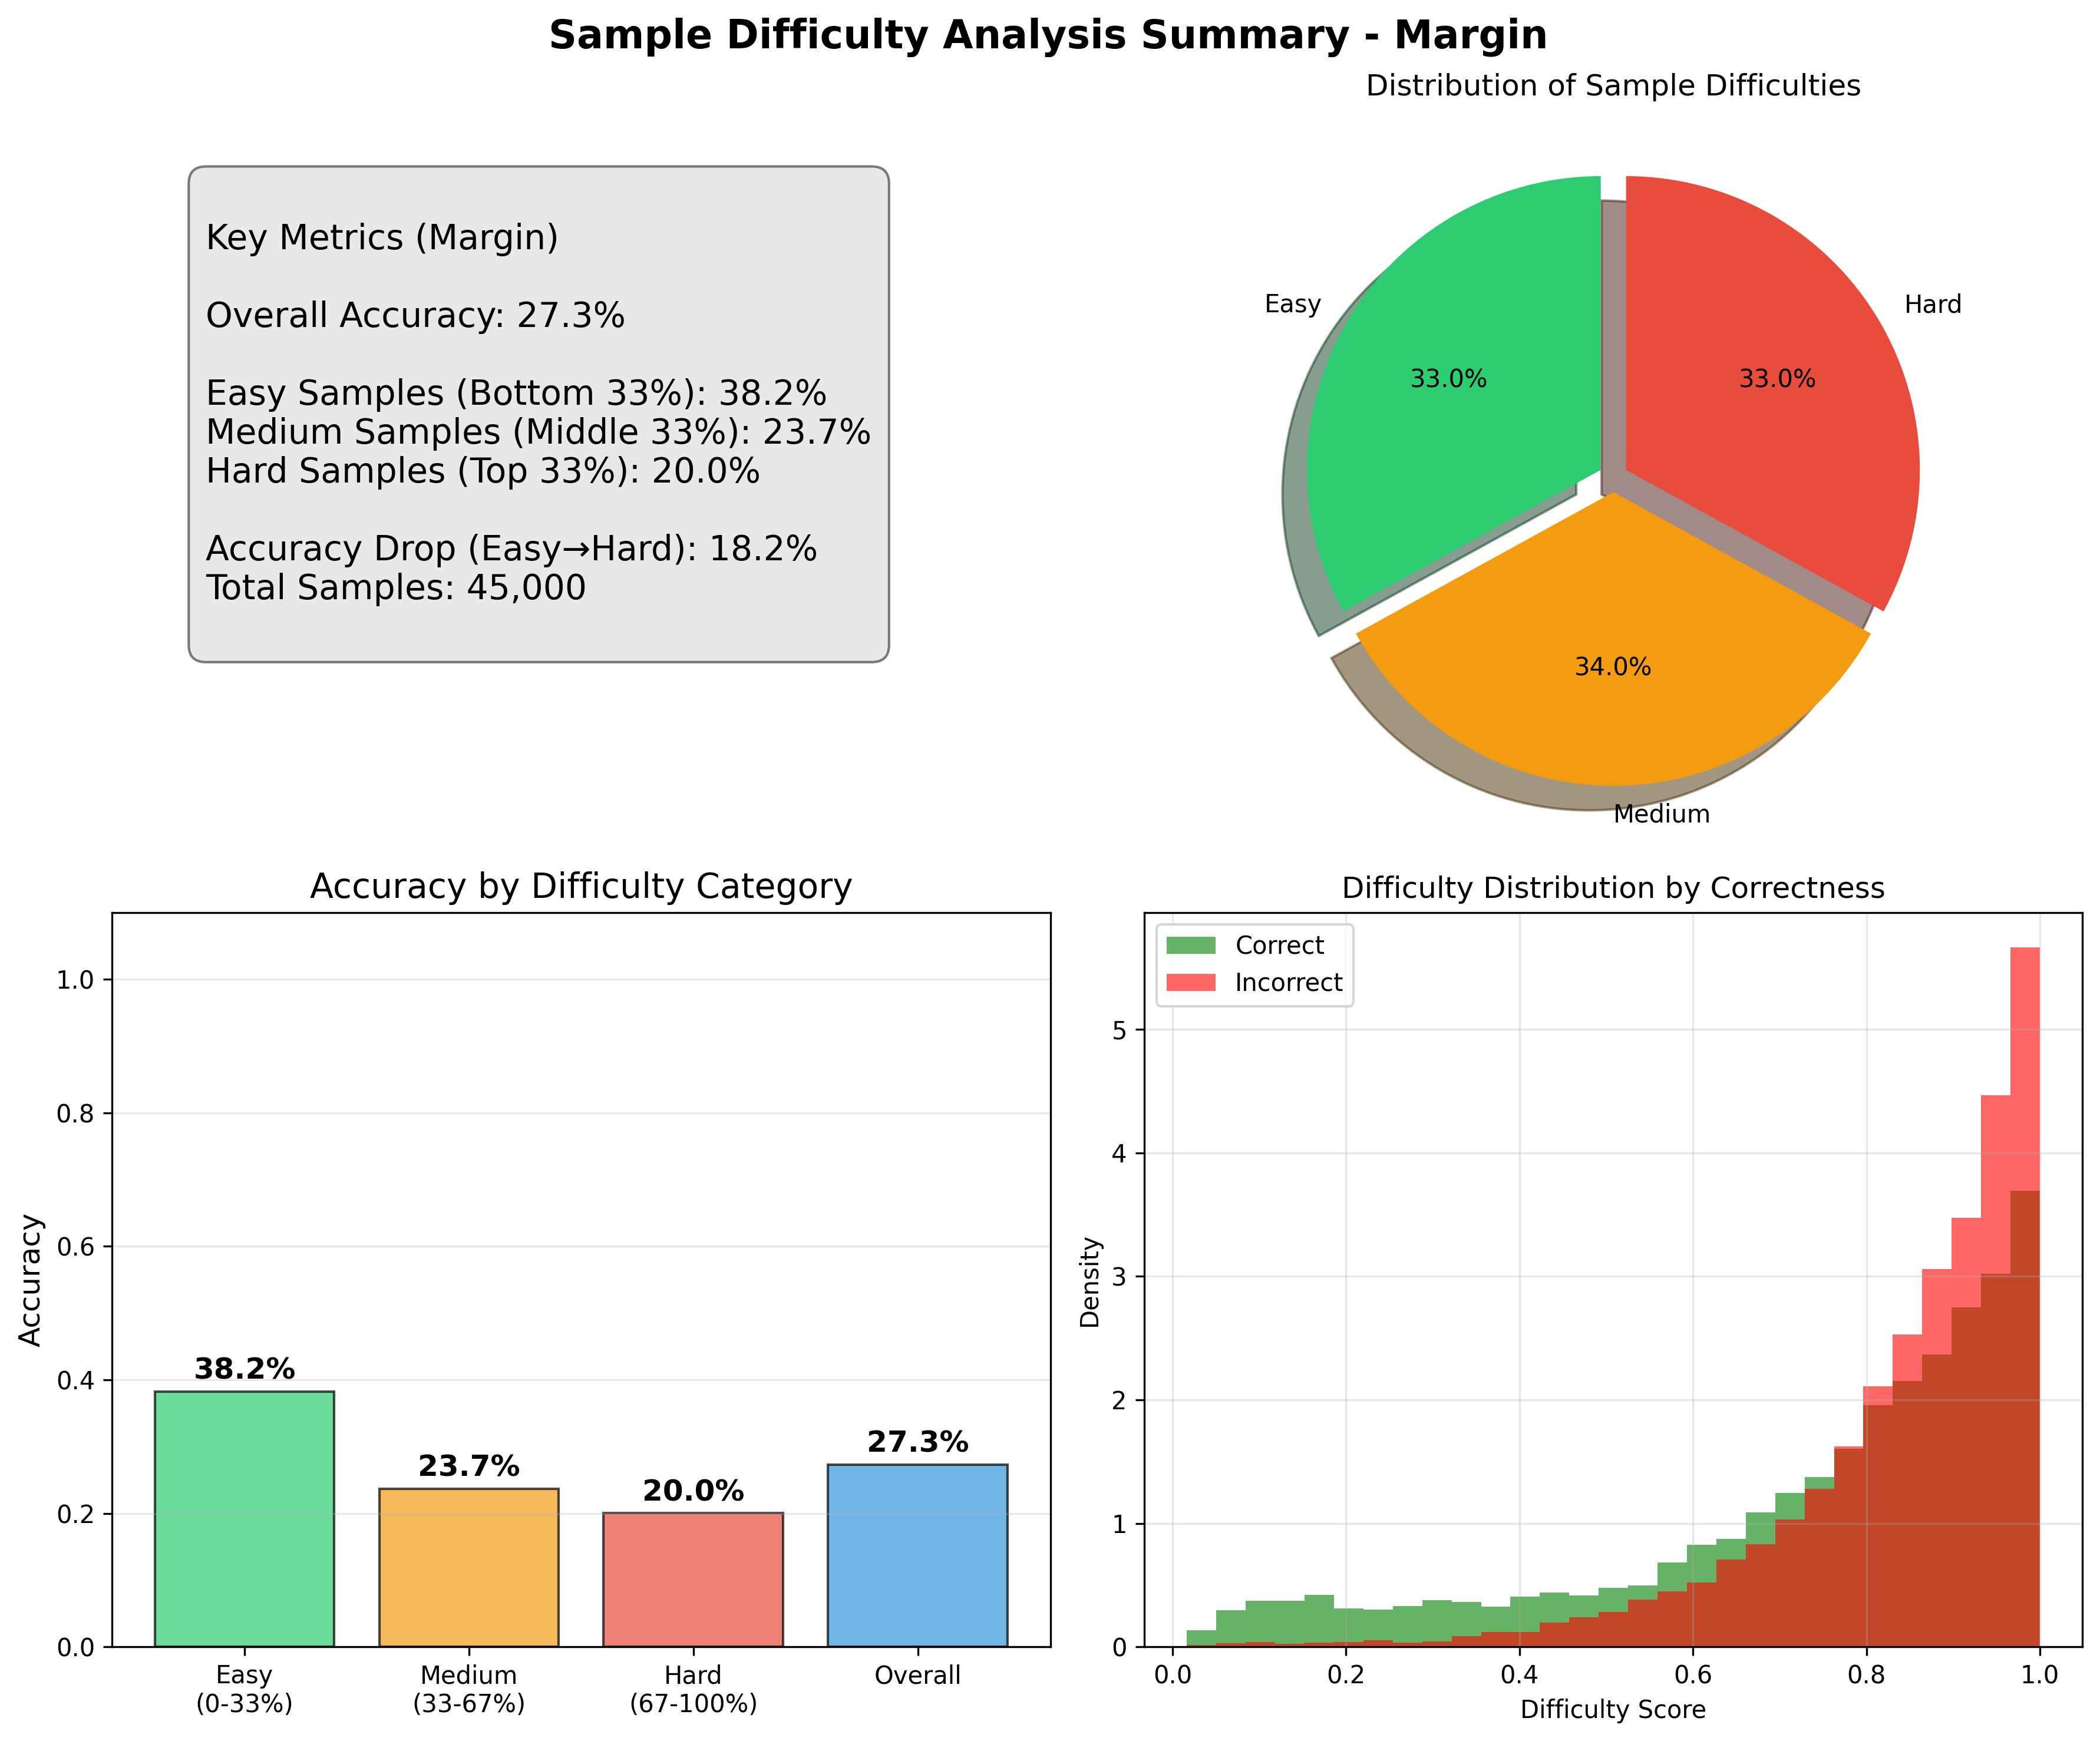 Sample Difficulty Analysis Summary - Margin
Key Metrics (Margin)
Overall Accuracy: 27.3%
Easy Samples (Bottom 33%): 38.2%
Medium Samples (Middle 33%): 23.7%
Hard Samples (Top 33%): 20.0%
Accuracy Drop (Easy→Hard): 18.2%
Total Samples: 45,000
Distribution of Sample Difficulties
Easy
Hard
33.0%
33.0%
34.0%
Medium
Accuracy by Difficulty Category
Accuracy
1.0
0.8
0.6
0.4
0.2
0.0
38.2%
23.7%
20.0%
27.3%
Easy
(0-33%)
Medium
(33-67%)
Hard
(67-100%)
Overall
Difficulty Distribution by Correctness
Correct
Incorrect
Density
5
4
3
2
1
0
0.0
0.2
0.4
0.6
0.8
1.0
Difficulty Score